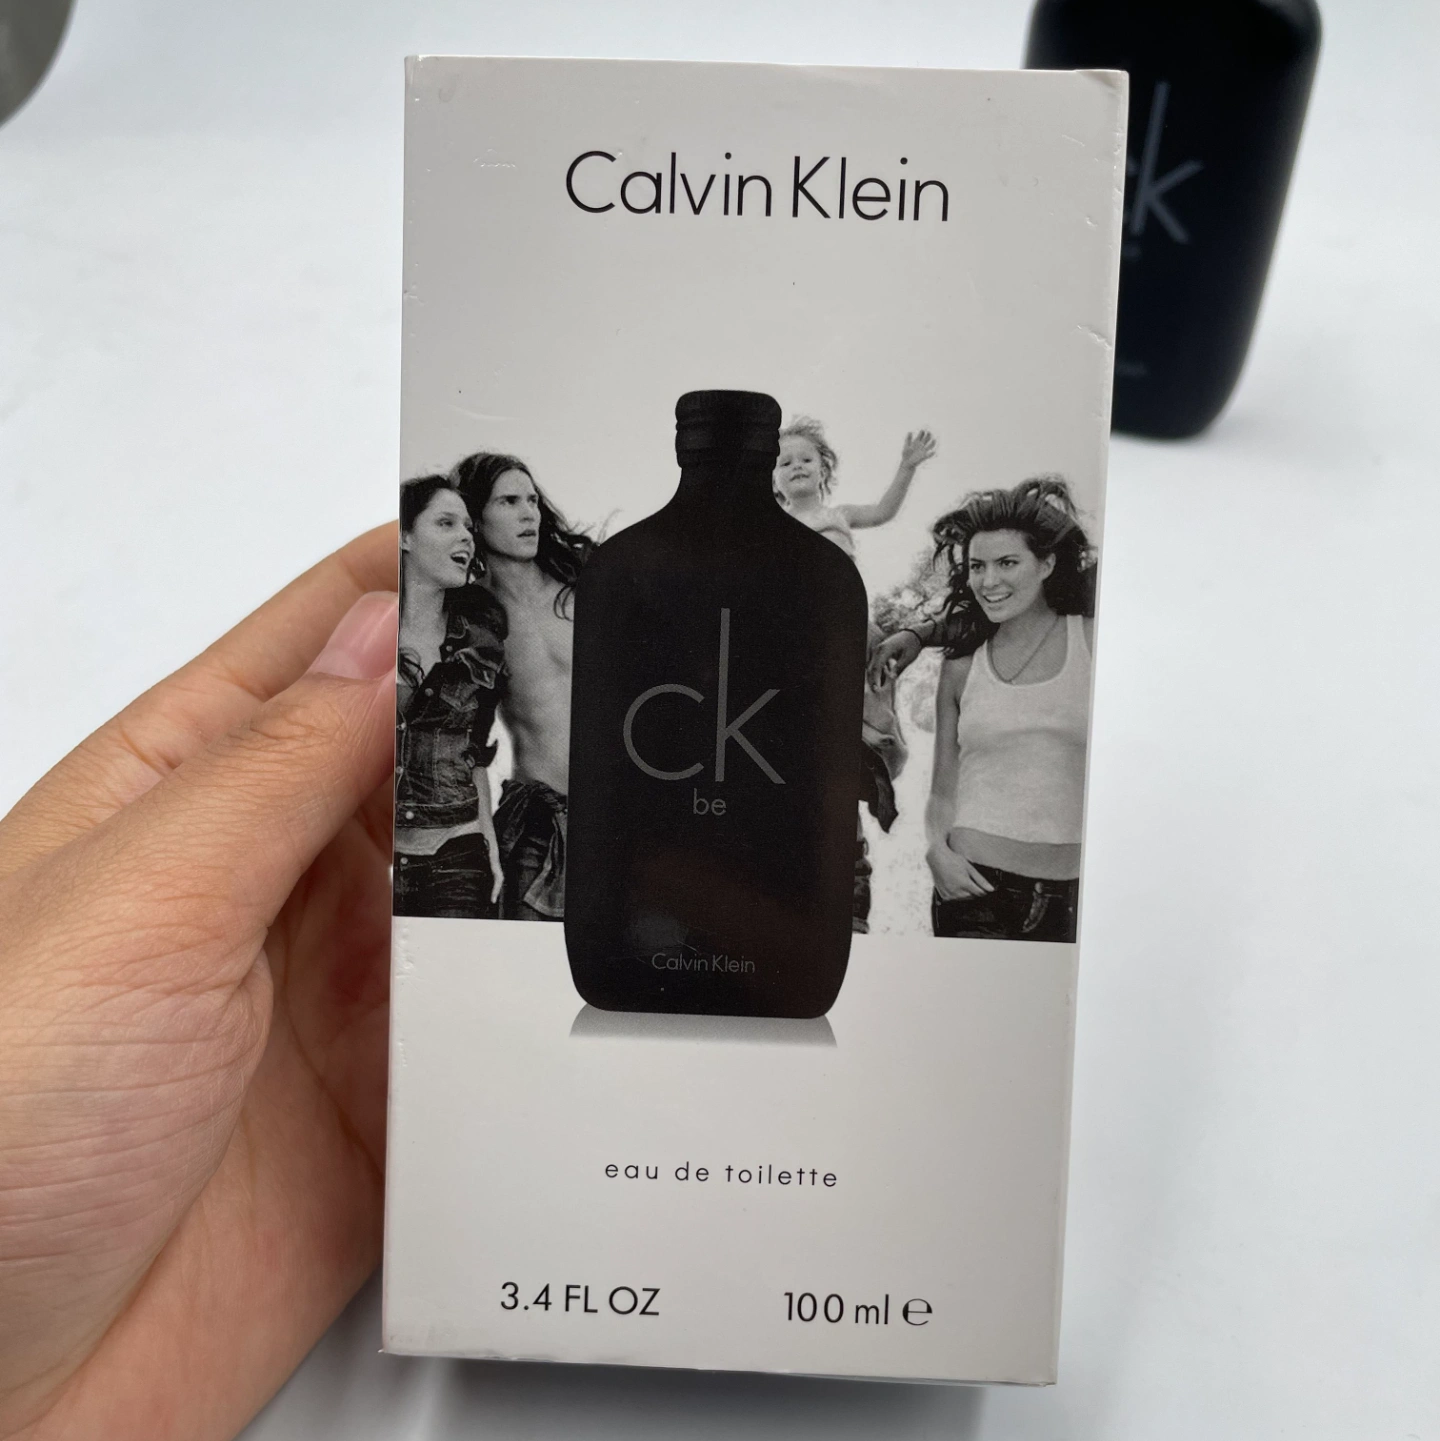 Calvin Klein
ck
be
Calvin Klein
eau de toilette
3.4 FL OZ 100 ml ℮
ck